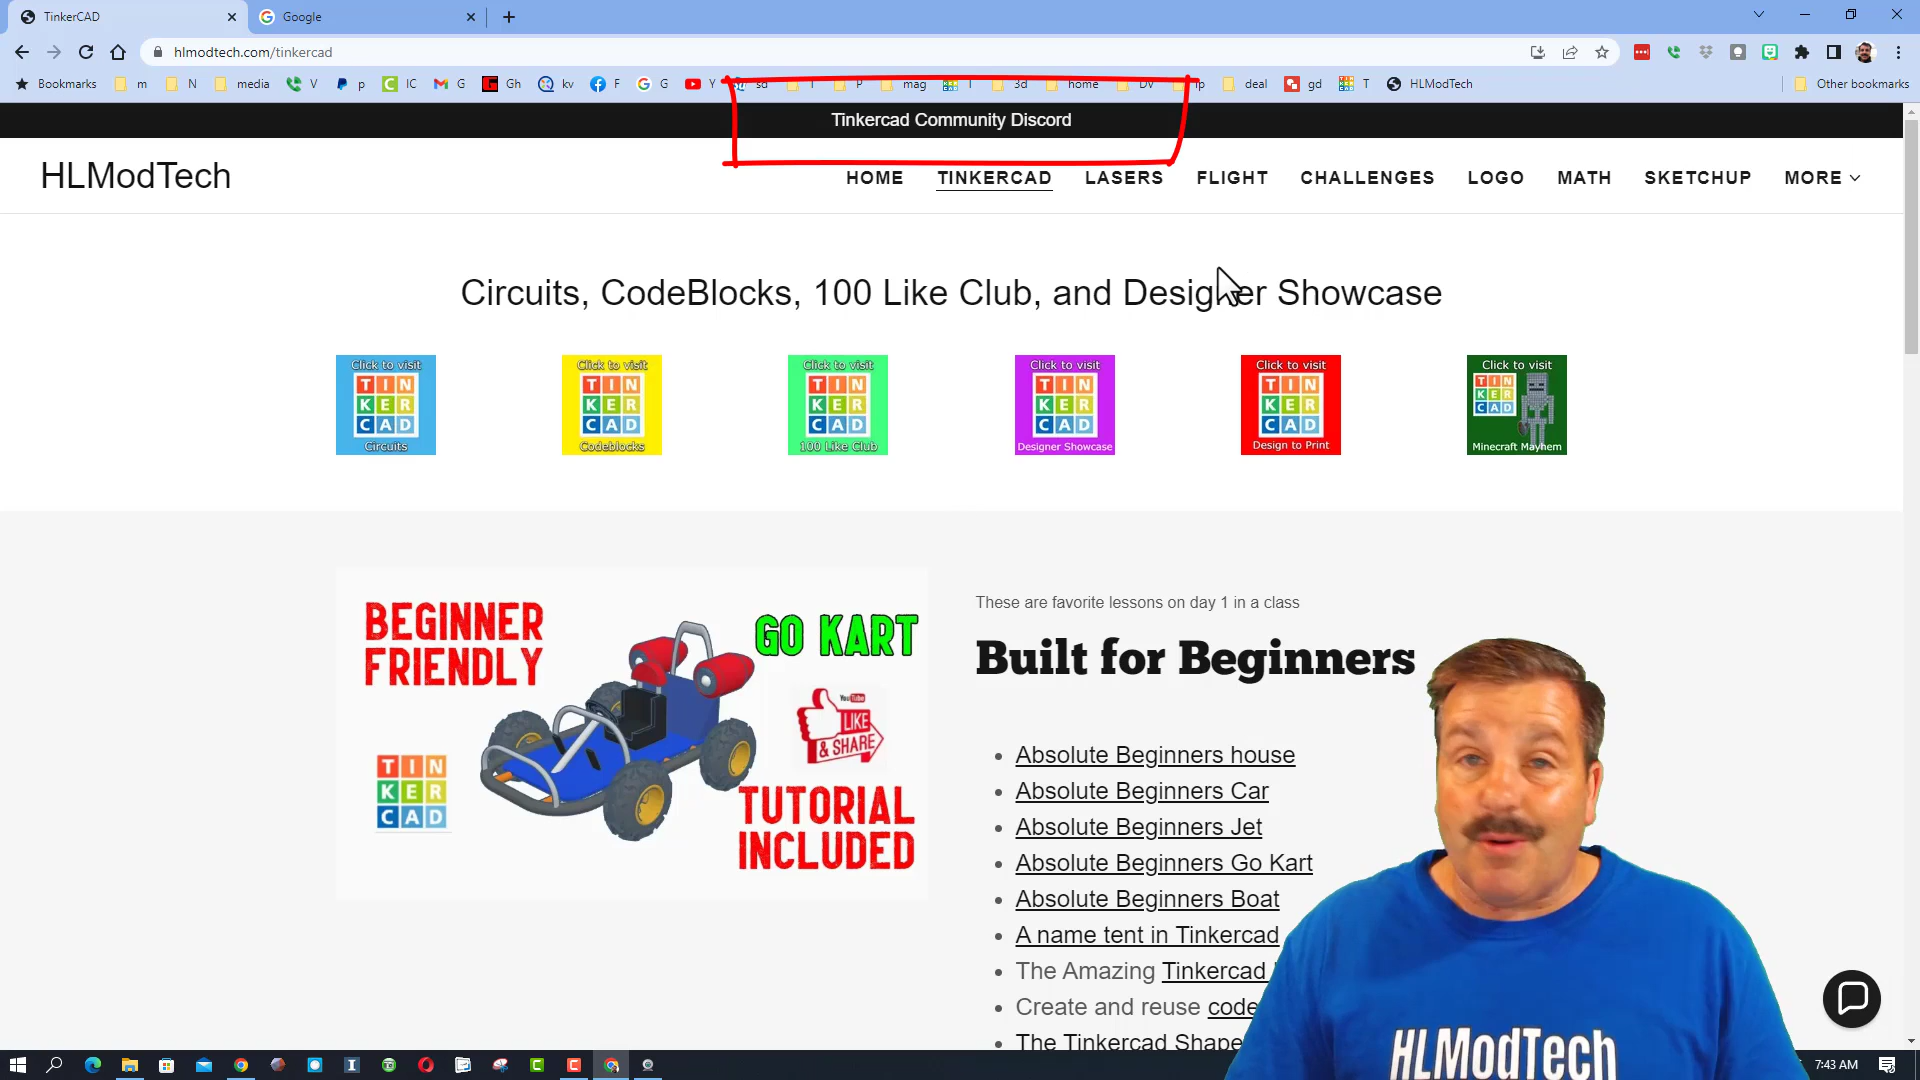 TinkerCAD
Google
hlmodtech.com/tinkercad
Bookmarks m N media V p IC G Gh kv F G Y sd T P mag T 3d home DV deal gd T HLModTech Other bookmarks
Tinkercad Community Discord
HLModTech
HOME TINKERCAD LASERS FLIGHT CHALLENGES LOGO MATH SKETCHUP MORE
Circuits, CodeBlocks, 100 Like Club, and Designer Showcase
Click to visit
TIN
KER
CAD
Circuits
Click to visit
TIN
KER
CAD
Codeblocks
Click to visit
TIN
KER
CAD
100 Like Club
Click to visit
TIN
KER
CAD
Designer Showcase
Click to visit
TIN
KER
CAD
Design to Print
Click to visit
TIN
KER
CAD
Minecraft Mayhem
BEGINNER
FRIENDLY
GO KART
YouTube
LIKE
& SHARE
TIN
KER
CAD
TUTORIAL
INCLUDED
These are favorite lessons on day 1 in a class
Built for Beginners
Absolute Beginners house
Absolute Beginners Car
Absolute Beginners Jet
Absolute Beginners Go Kart
Absolute Beginners Boat
A name tent in Tinkercad
The Amazing Tinkercad
Create and reuse code
The Tinkercad Shape
HLModTech
7:43 AM